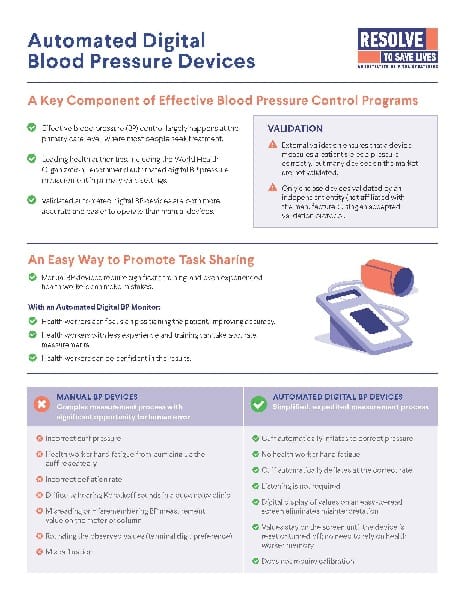 Automated Digital
Blood Pressure Devices
RESOLVE
TO SAVE LIVES
A Key Component of Effective Blood Pressure Control Programs
Effective blood pressure (BP) control largely happens at the
primary care level, where most people seek treatment.
Leading health authorities, including the World Health
Organization, recommend automated digital BP
in primary care settings.
Validated automated digital BP devices are both more
accurate and easier to operate than manual devices.
VALIDATION
External validation ensures that a device
measures a patient's blood pressure
correctly, but many devices on the market
are not validated.
Only choose devices validated by an
independent entity (not affiliated with
the manufacturer) using an accepted
validation protocol.
An Easy Way to Promote Task Sharing
Manual BP devices require significant training and even experienced
health workers can make mistakes.
With an Automated Digital BP Monitor:
Health workers can focus on positioning the patient, improving accuracy.
Health workers with less experience and training can take accurate
measurements.
Health workers can be confident in the results.
MANUAL BP DEVICES
Complex measurement process with
significant opportunity for human error
Incorrect cuff pressure
Health worker hand fatigue from pumping up the
cuff repeatedly
Incorrect deflation rate
Difficulty hearing Korotkoff sounds in a busy, noisy clinic
Misreading or misremembering BP measurement
value on the meter or column
Rounding the observed values (terminal digit preference)
Miscalibration
AUTOMATED DIGITAL BP DEVICES
Simplified, expedited measurement process
Cuff automatically inflates to correct pressure
No health worker hand fatigue
Cuff automatically deflates at the correct rate
Listening is not required
Digital display of values on an easy-to-read
screen eliminates misinterpretation
Values stay on the screen until the device is
reset or turned off; no need to rely on health
worker memory
Does not require calibration